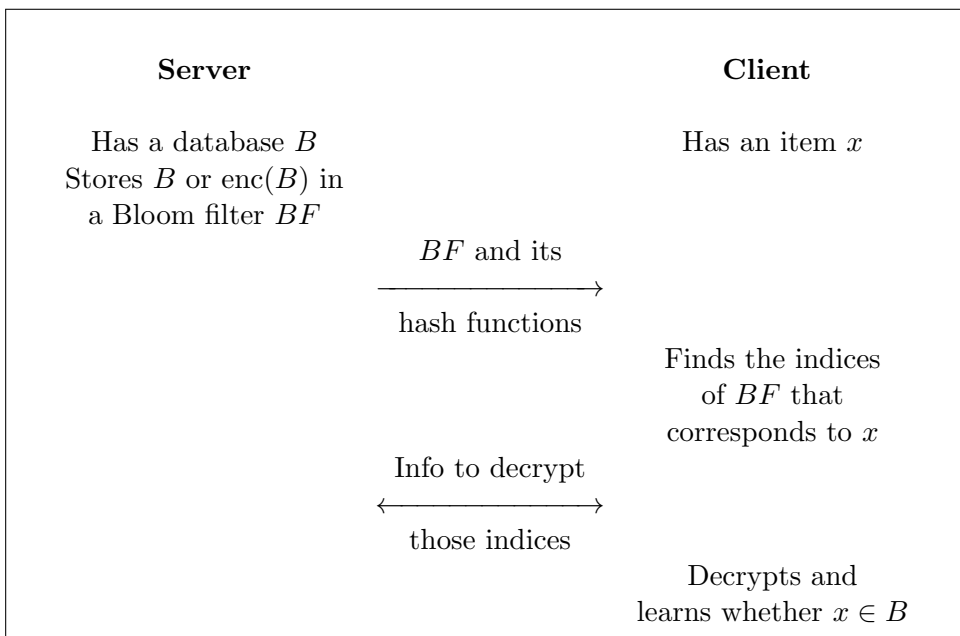 Server
Client
Has a database B
Has an item x
Stores B or enc(B) in
a Bloom filter BF
BF and its
hash functions
Finds the indices
of BF that
corresponds to x
Info to decrypt
those indices
Decrypts and
learns whether x ∈ B